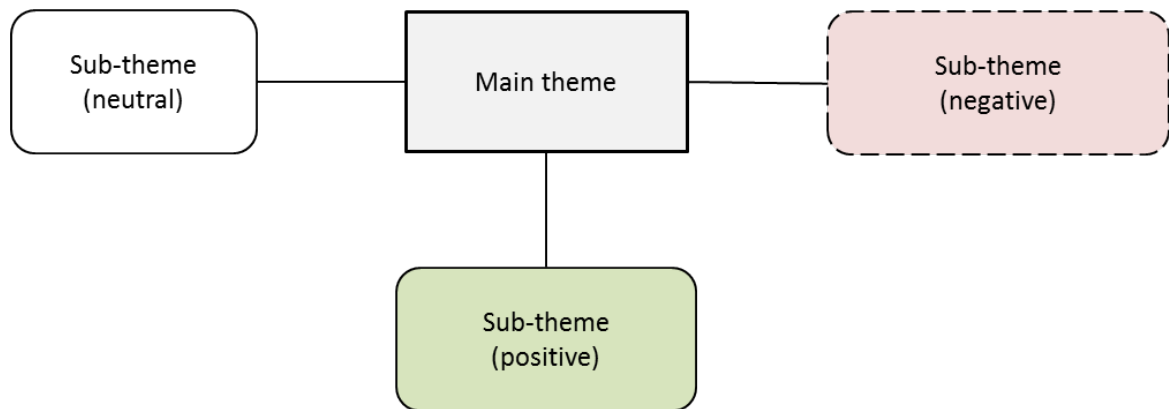 Sub-theme
(neutral)
Main theme
Sub-theme
(negative)
Sub-theme
(positive)